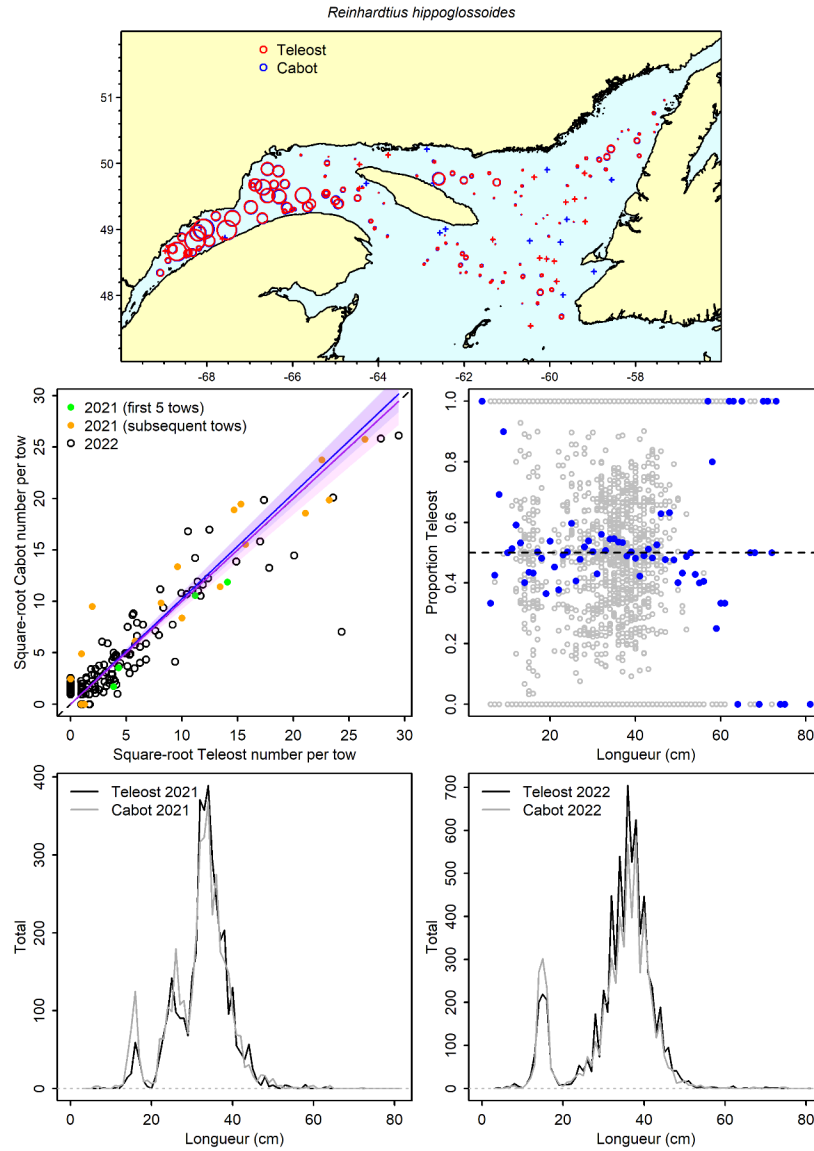 Reinhardtius hippoglossoides
Teleost
Cabot
51
50
49
48
-68 -66 -64 -62 -60 -58
2021 (first 5 tows)
2021 (subsequent tows)
2022
Square-root Cabot number per tow
0 5 10 15 20 25 30
0 5 10 15 20 25 30
Square-root Teleost number per tow
Proportion Teleost
0.0 0.2 0.4 0.6 0.8 1.0
20 40 60 80
Longueur (cm)
Teleost 2021
Cabot 2021
Total
0 100 200 300 400
0 20 40 60 80
Longueur (cm)
Teleost 2022
Cabot 2022
Total
0 100 200 300 400 500 600 700
0 20 40 60 80
Longueur (cm)